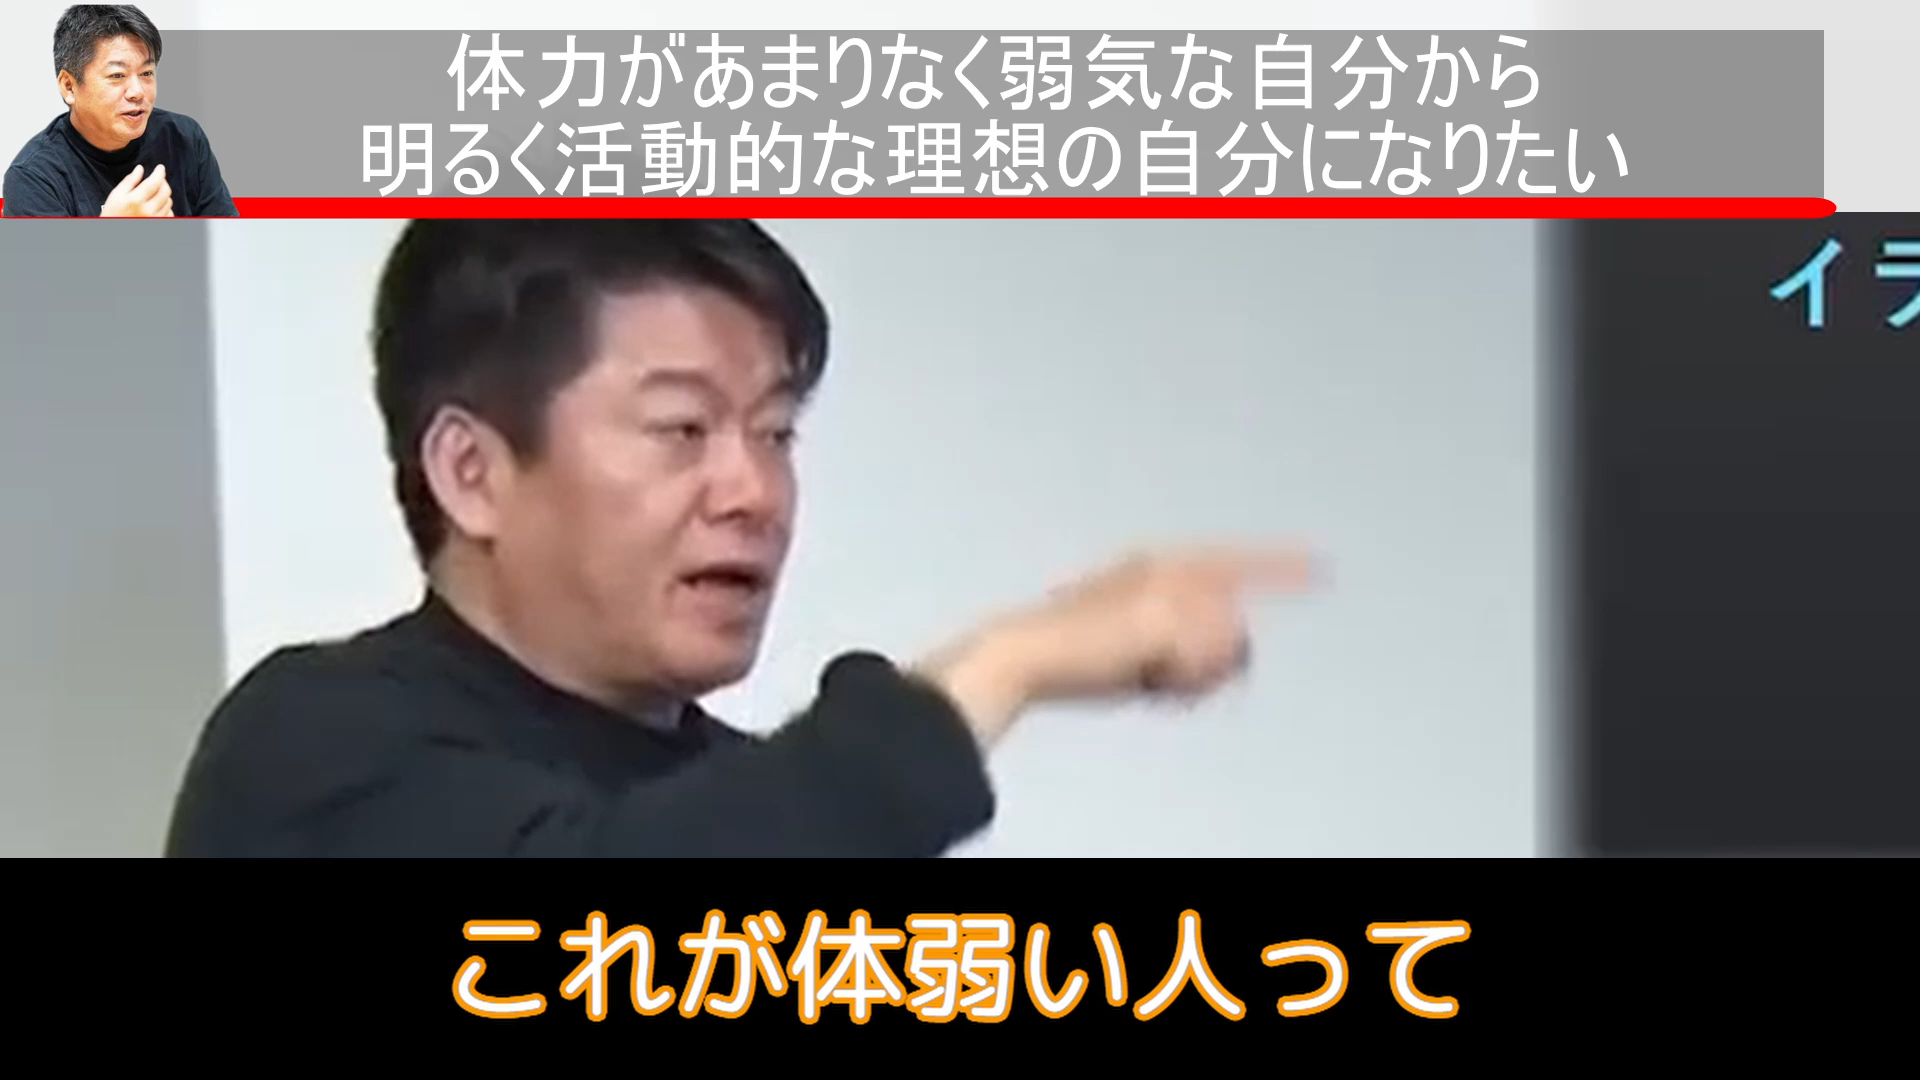 体力があまりなく弱気な自分から
明るく活動的な理想の自分になりたい
イラ
これが体弱い人って